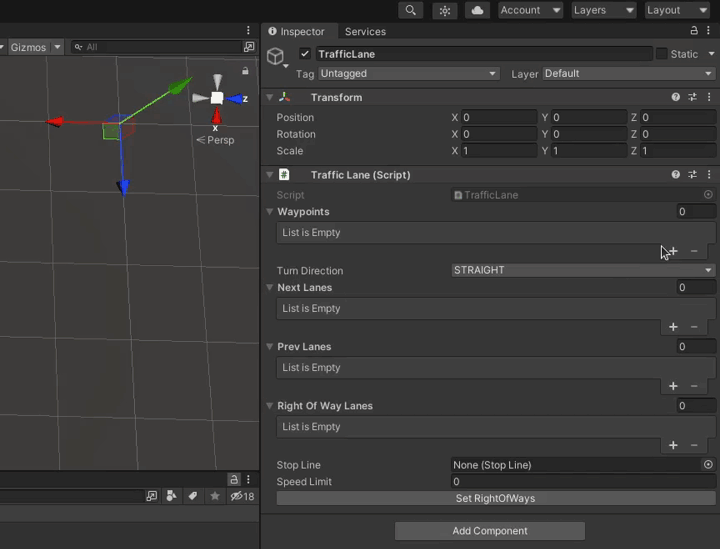 Account Layers Layout
Inspector Services
Gizmos All
TrafficLane Static
Tag Untagged Layer Default
Transform
Position X 0 Y 0 Z 0
Rotation X 0 Y 0 Z 0
Scale X 1 Y 1 Z 1
z
x
Persp
# Traffic Lane (Script)
Script TrafficLane
Waypoints 0
List is Empty
+ −
Turn Direction STRAIGHT
Next Lanes 0
List is Empty
+ −
Prev Lanes 0
List is Empty
+ −
Right Of Way Lanes 0
List is Empty
+ −
Stop Line None (Stop Line)
Speed Limit 0
18
Set RightOfWays
Add Component